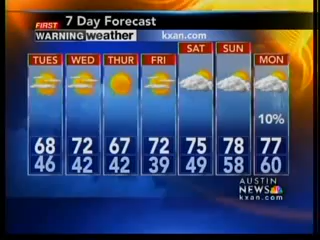 FIRST 7 Day Forecast
WARNING weather kxan.com
TUES WED THUR FRI SAT SUN MON
10%
68 72 67 72 75 78 77
46 42 42 39 49 58 60
AUSTIN
NEWS
kxan.com